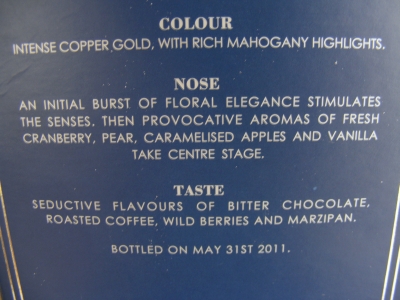 COLOUR
INTENSE COPPER GOLD, WITH RICH MAHOGANY HIGHLIGHTS.
NOSE
AN INITIAL BURST OF FLORAL ELEGANCE STIMULATES
THE SENSES. THEN PROVOCATIVE AROMAS OF FRESH
CRANBERRY, PEAR, CARAMELISED APPLES AND VANILLA
TAKE CENTRE STAGE.
TASTE
SEDUCTIVE FLAVOURS OF BITTER CHOCOLATE,
ROASTED COFFEE, WILD BERRIES AND MARZIPAN.
BOTTLED ON MAY 31ST 2011.